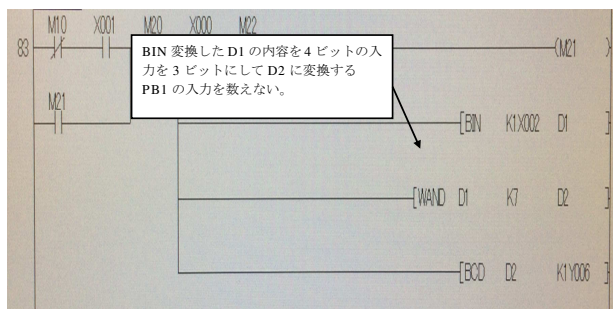 M10 X001 M20 X000 M22
83 (M21 )
BIN 変換した D1 の内容を 4 ビットの入
力を 3 ビットにして D2 に変換する
PB1 の入力を数えない。
M21
[BIN K1X002 D1 ]
[WAND D1 K7 D2 ]
[BCD D2 K1Y006 ]